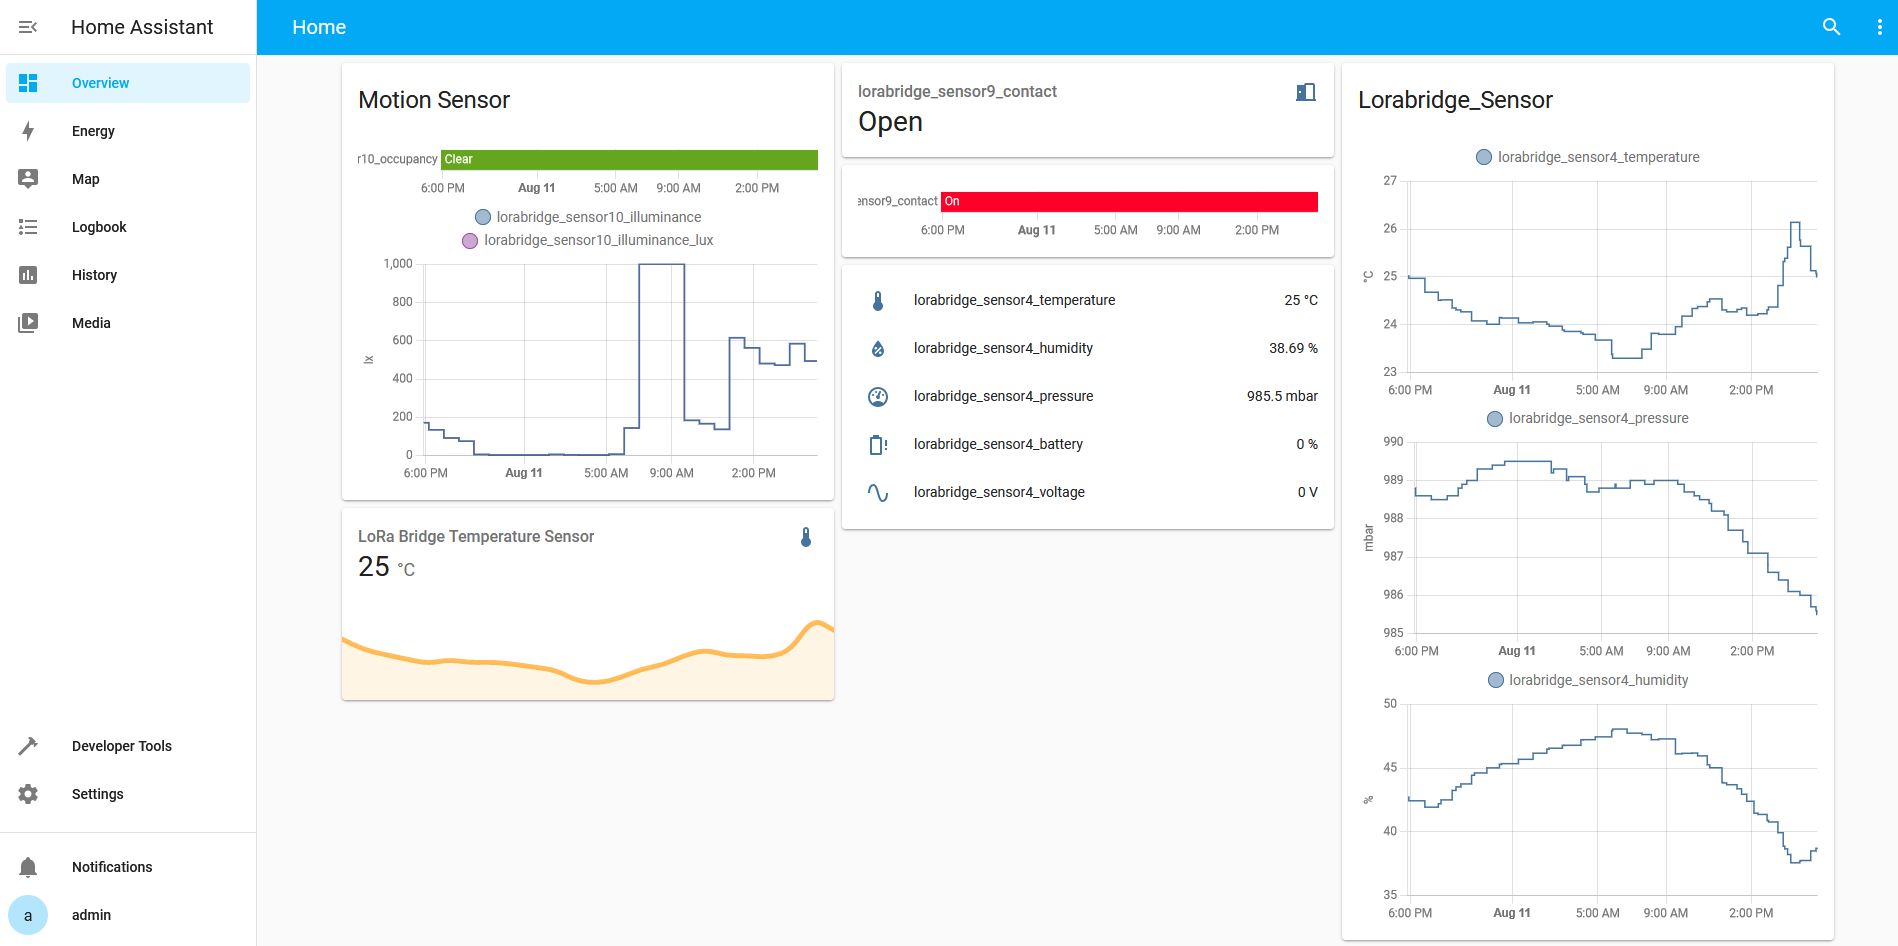 Home Assistant
Home
Overview
Energy
Map
Logbook
History
Media
Developer Tools
Settings
Notifications
a
admin
Motion Sensor
r10_occupancy
Clear
6:00 PM Aug 11 5:00 AM 9:00 AM 2:00 PM
lorabridge_sensor10_illuminance
lorabridge_sensor10_illuminance_lux
1,000
800
600
lx
400
200
0
6:00 PM Aug 11 5:00 AM 9:00 AM 2:00 PM
LoRa Bridge Temperature Sensor
25 °C
lorabridge_sensor9_contact
Open
ensor9_contact
On
6:00 PM Aug 11 5:00 AM 9:00 AM 2:00 PM
lorabridge_sensor4_temperature 25 °C
lorabridge_sensor4_humidity 38.69 %
lorabridge_sensor4_pressure 985.5 mbar
lorabridge_sensor4_battery 0 %
lorabridge_sensor4_voltage 0 V
Lorabridge_Sensor
lorabridge_sensor4_temperature
27
26
°C
25
24
23
6:00 PM Aug 11 5:00 AM 9:00 AM 2:00 PM
lorabridge_sensor4_pressure
990
989
988
mbar
987
986
985
6:00 PM Aug 11 5:00 AM 9:00 AM 2:00 PM
lorabridge_sensor4_humidity
50
45
%
40
35
6:00 PM Aug 11 5:00 AM 9:00 AM 2:00 PM